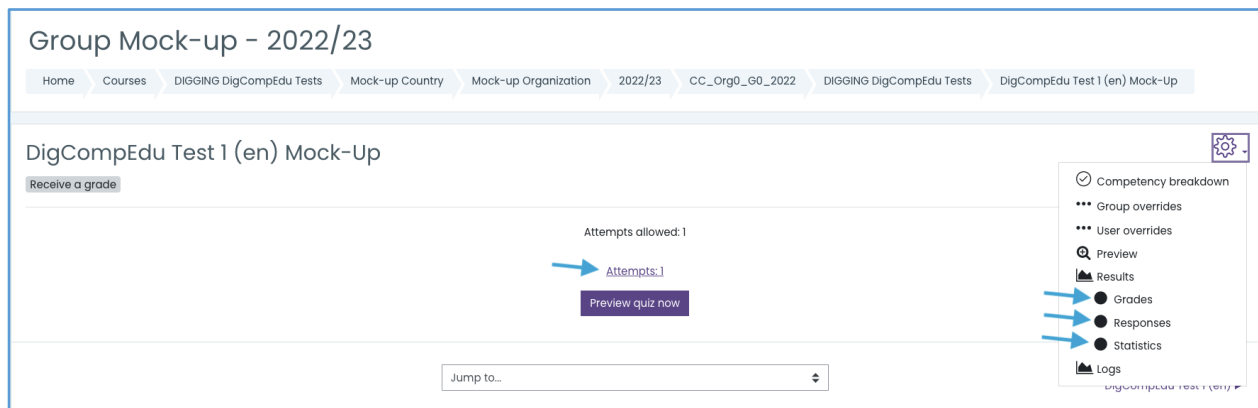 Group Mock-up - 2022/23
Home Courses DIGGING DigCompEdu Tests Mock-up Country Mock-up Organization 2022/23 CC_Org0_G0_2022 DIGGING DigCompEdu Tests DigCompEdu Test 1 (en) Mock-Up
DigCompEdu Test 1 (en) Mock-Up
Receive a grade
Attempts allowed: 1
Attempts: 1
Preview quiz now
Competency breakdown
Group overrides
User overrides
Preview
Results
Grades
Responses
Statistics
Logs
Jump to...
DigCompEdu Test 1 (en)